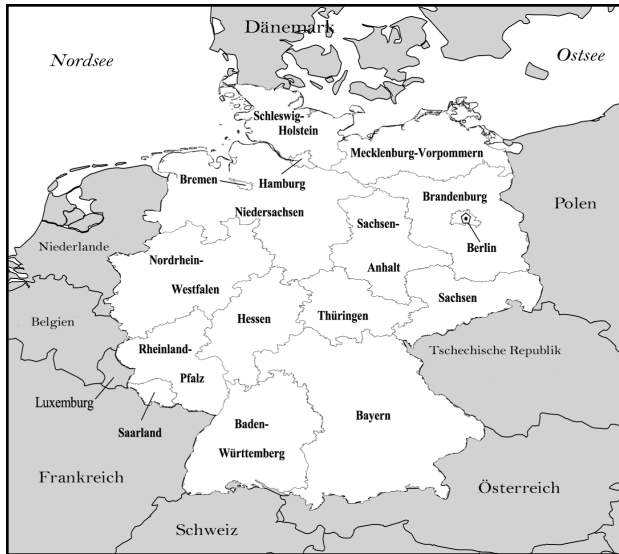 Dänemark
Nordsee
Ostsee
Schleswig-
Holstein
Mecklenburg-Vorpommern
Hamburg
Bremen
Brandenburg
Niedersachsen
Polen
Sachsen-
Berlin
Niederlande
Nordrhein-
Anhalt
Westfalen
Sachsen
Hessen
Thüringen
Belgien
Rheinland-
Tschechische Republik
Pfalz
Luxemburg
Saarland
Baden-
Bayern
Württemberg
Frankreich
Österreich
Schweiz